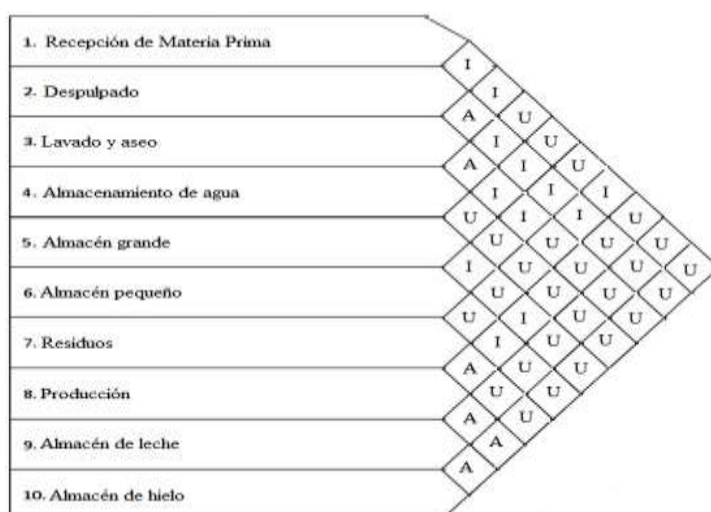 1. Recepción de Materia Prima
I
2. Despulpado I
A U
3. Lavado y aseo I U
A I U
4. Almacenamiento de agua I I I
U I I U
5. Almacén grande U U U U
I U U U U
6. Almacén pequeño U U U U
U I U U
7. Residuos I U U
A U U
8. Producción U U
A U
9. Almacén de leche A
A
10. Almacén de hielo